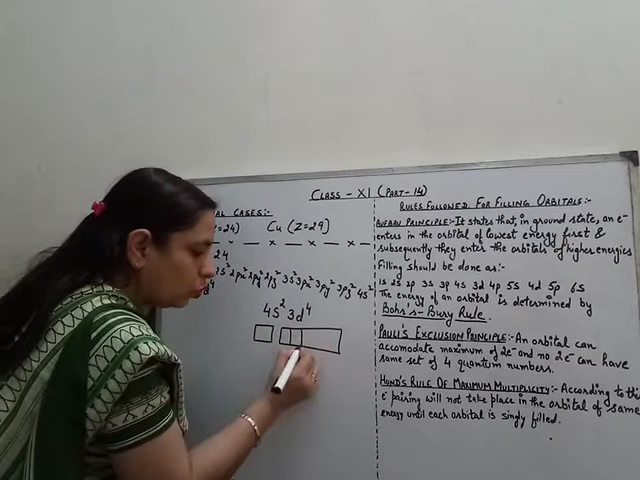 CLASS - XI (PART-14)
AL CASES:-
=24) Cu (Z=29)
24
4S² 3d⁴
RULES FOLLOWED FOR FILLING ORBITALS:-
AUFBAU PRINCIPLE:- It states that, in ground state, an e⁻
enters in the orbital of lowest energy first &
subsequently they enter the orbitals of higher energies
Filling should be done as:-
1S 2S 2p 3S 3p 4S 3d 4p 5S 4d 5p 6S
The energy of an orbital is determined by
Bohr's-Bury Rule.
PAULI'S EXCLUSION PRINCIPLE:- An orbital can
accomodate maximum of 2e⁻ and no 2e⁻ can have
same set of 4 quantum numbers.
HUND'S RULE OF MAXIMUM MULTIPLICITY:- According to this
e⁻ pairing will not take place in the orbital of same
energy until each orbital is singly filled.